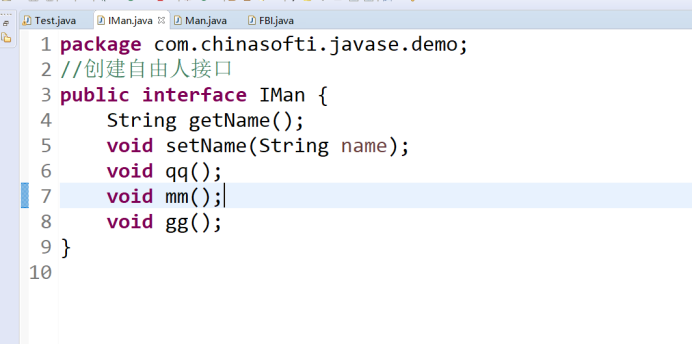 Test.java IMan.java Man.java FBI.java
1 package com.chinasofti.javase.demo;
2 //创建自由人接口
3 public interface IMan {
4 String getName();
5 void setName(String name);
6 void qq();
7 void mm();
8 void gg();
9 }
10